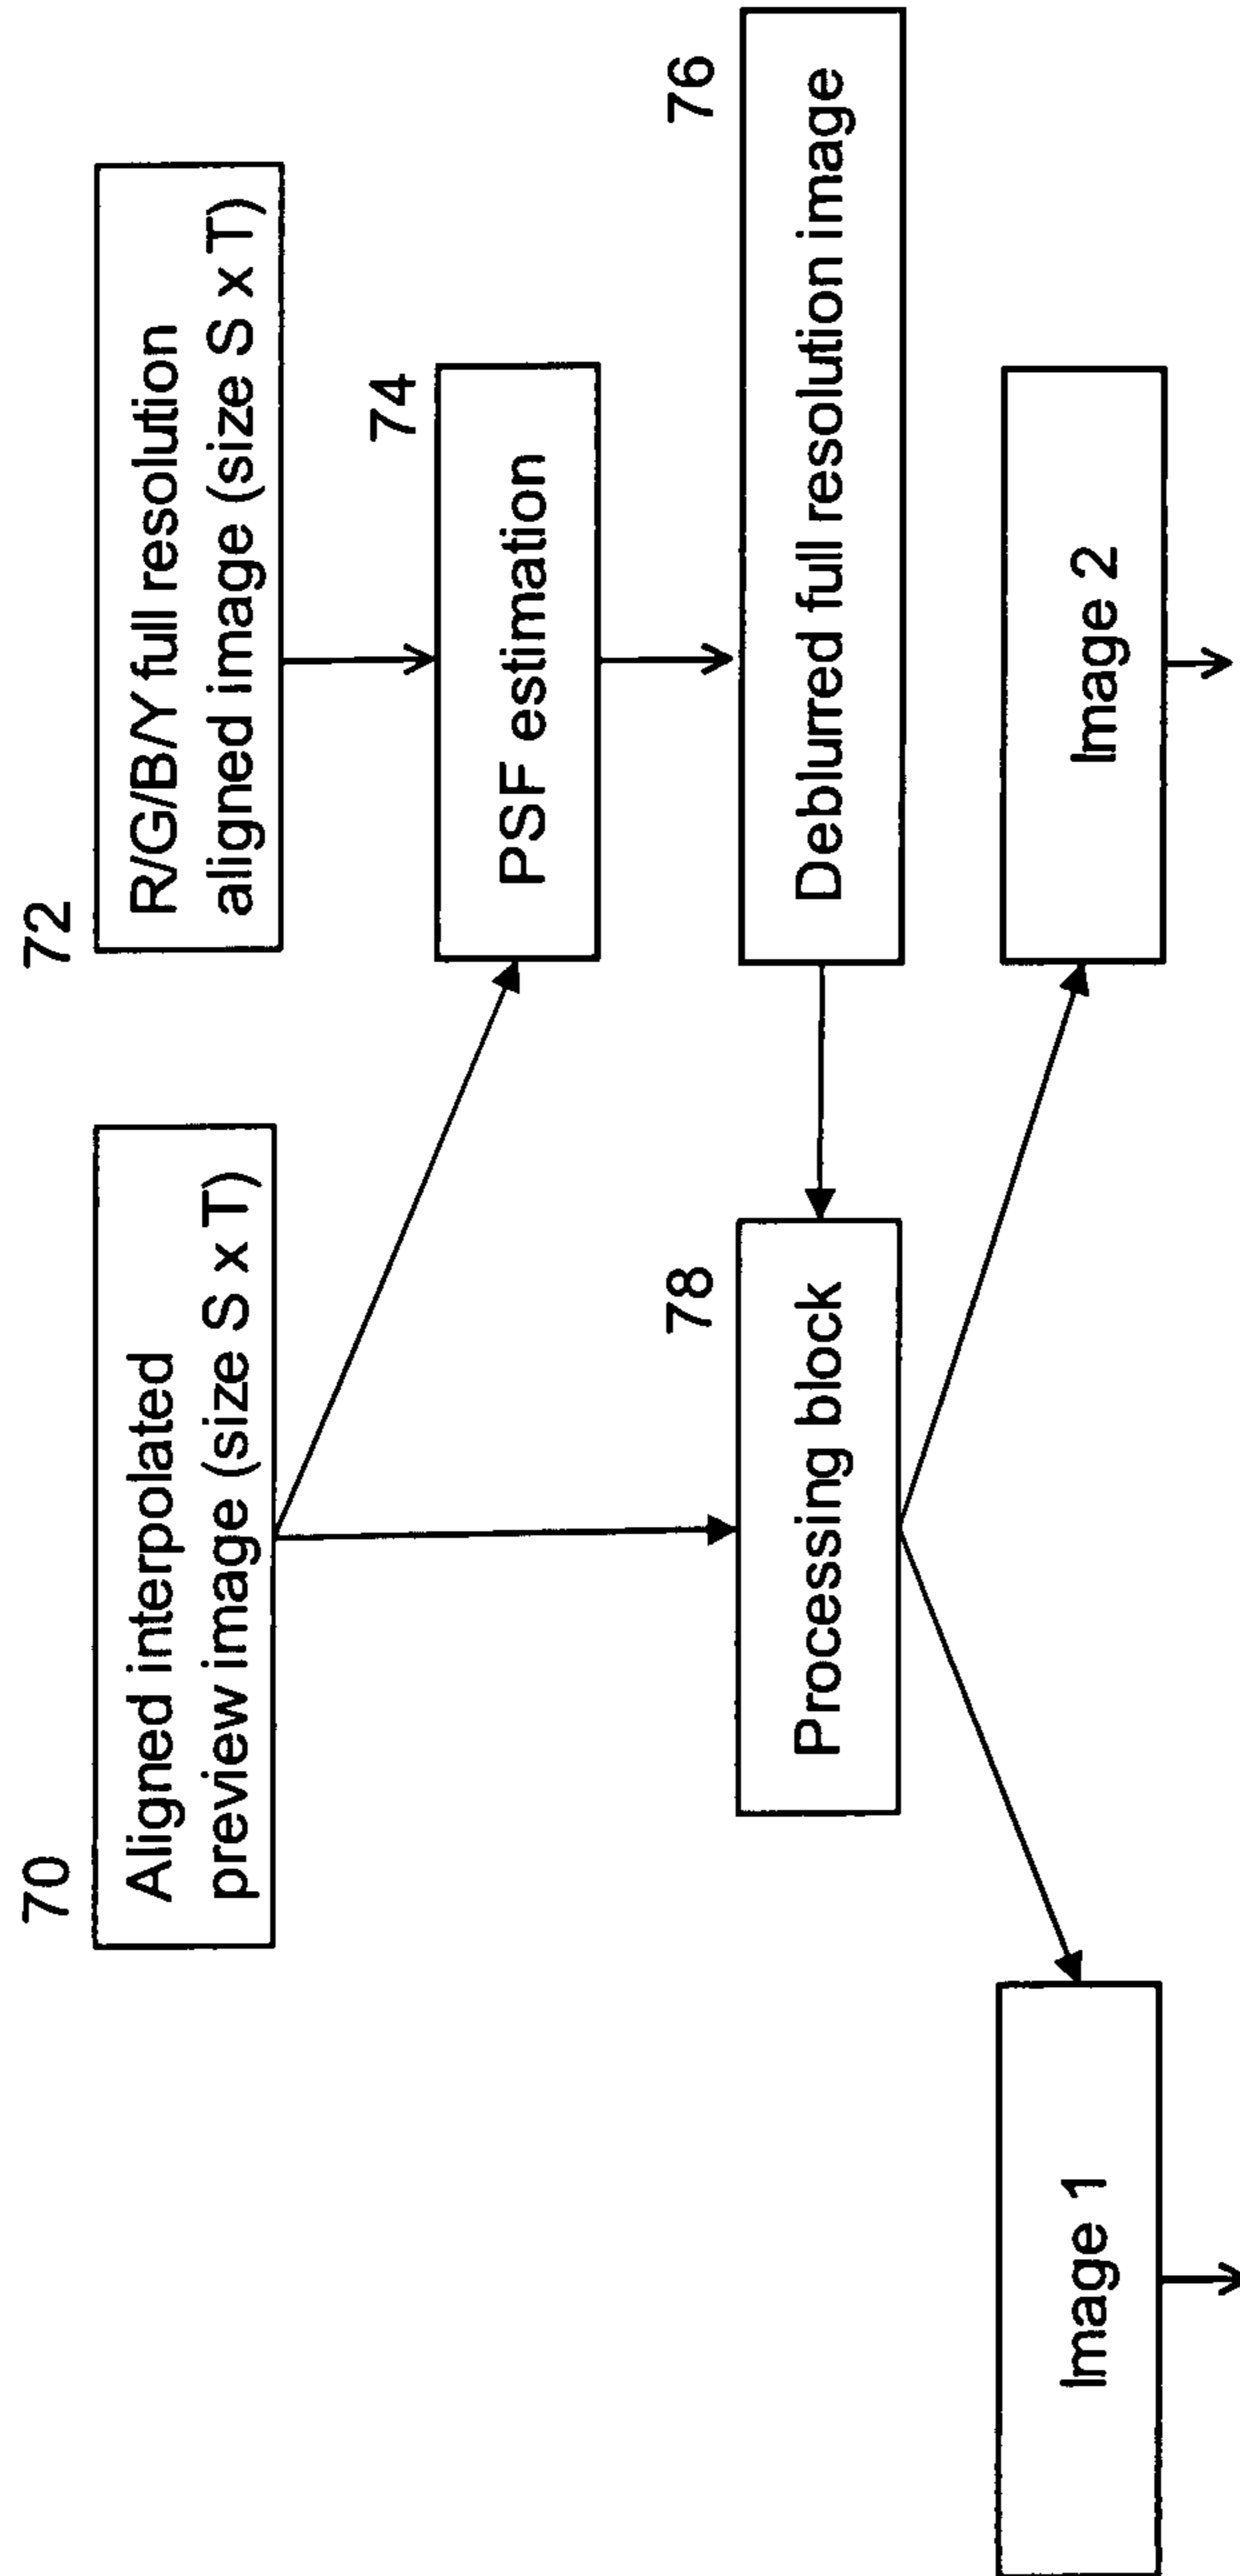 70
Aligned interpolated
preview image (size S x T)
72
R/G/B/Y full resolution
aligned image (size S x T)
74
PSF estimation
78
Processing block
76
Deblurred full resolution image
Image 1
Image 2